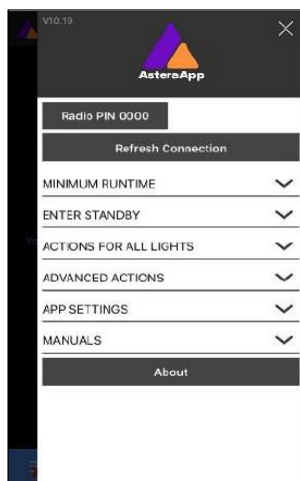 V10.19
AsteraApp
Radio PIN 0000
Refresh Connection
MINIMUM RUNTIME
ENTER STANDBY
ACTIONS FOR ALL LIGHTS
ADVANCED ACTIONS
APP SETTINGS
MANUALS
About